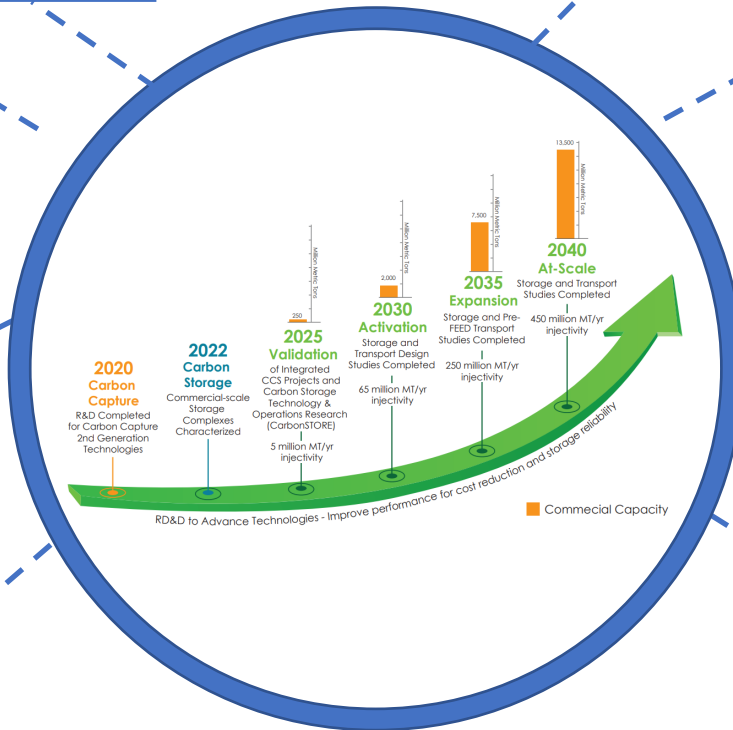 2020
Carbon
Capture
R&D Completed
for Carbon Capture
2nd Generation
Technologies
2022
Carbon
Storage
Commercial-scale
Storage
Complexes
Characterized
250
Million Metric Tons
2025
Validation
of Integrated
CCS Projects and
Carbon Storage
Technology &
Operations Research
(CarbonSTORE)
5 million MT/yr
injectivity
2,000
Million Metric Tons
2030
Activation
Storage and
Transport Design
Studies Completed
65 million MT/yr
injectivity
7,500
Million Metric Tons
2035
Expansion
Storage and Pre-
FEED Transport
Studies Completed
250 million MT/yr
injectivity
13,500
Million Metric Tons
2040
At-Scale
Storage and Transport
Studies Completed
450 million MT/yr
injectivity
RD&D to Advance Technologies - Improve performance for cost reduction and storage reliability
Commecial Capacity